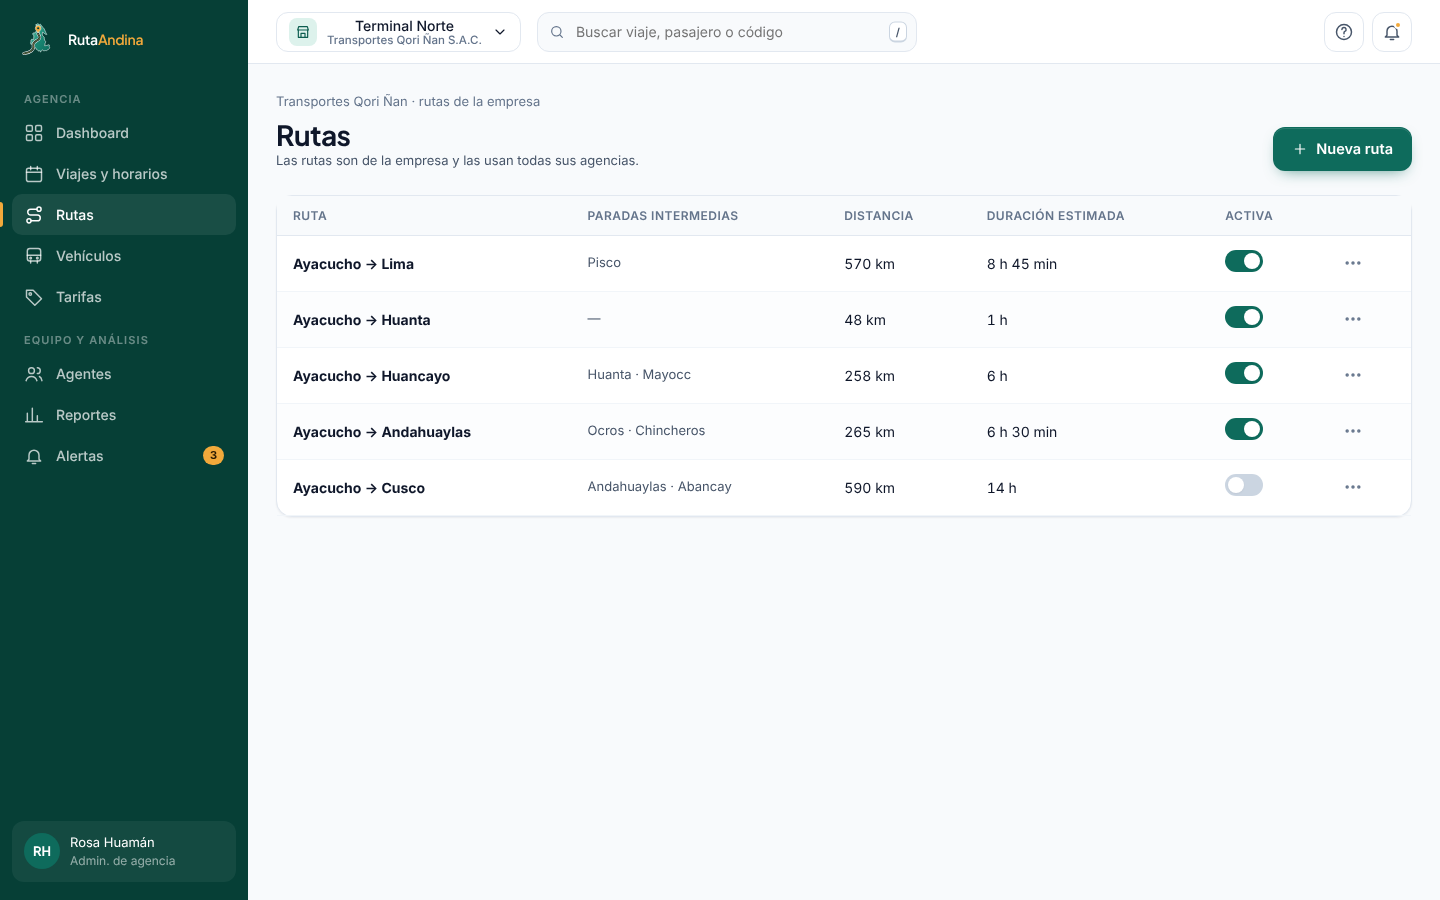 RutaAndina
AGENCIA
Dashboard
Viajes y horarios
Rutas
Vehículos
Tarifas
EQUIPO Y ANÁLISIS
Agentes
Reportes
Alertas 3
RH
Rosa Huamán
Admin. de agencia
Terminal Norte
Transportes Qori Ñan S.A.C.
Buscar viaje, pasajero o código /
Transportes Qori Ñan · rutas de la empresa
Rutas
Las rutas son de la empresa y las usan todas sus agencias.
+ Nueva ruta
RUTA PARADAS INTERMEDIAS DISTANCIA DURACIÓN ESTIMADA ACTIVA
Ayacucho → Lima Pisco 570 km 8 h 45 min
Ayacucho → Huanta — 48 km 1 h
Ayacucho → Huancayo Huanta · Mayocc 258 km 6 h
Ayacucho → Andahuaylas Ocros · Chincheros 265 km 6 h 30 min
Ayacucho → Cusco Andahuaylas · Abancay 590 km 14 h